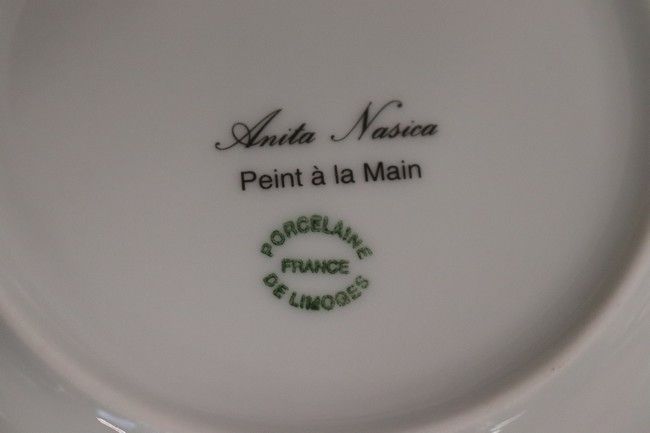 Anita Nasica
Peint à la Main
PORCELAINE
FRANCE
DE LIMOGES